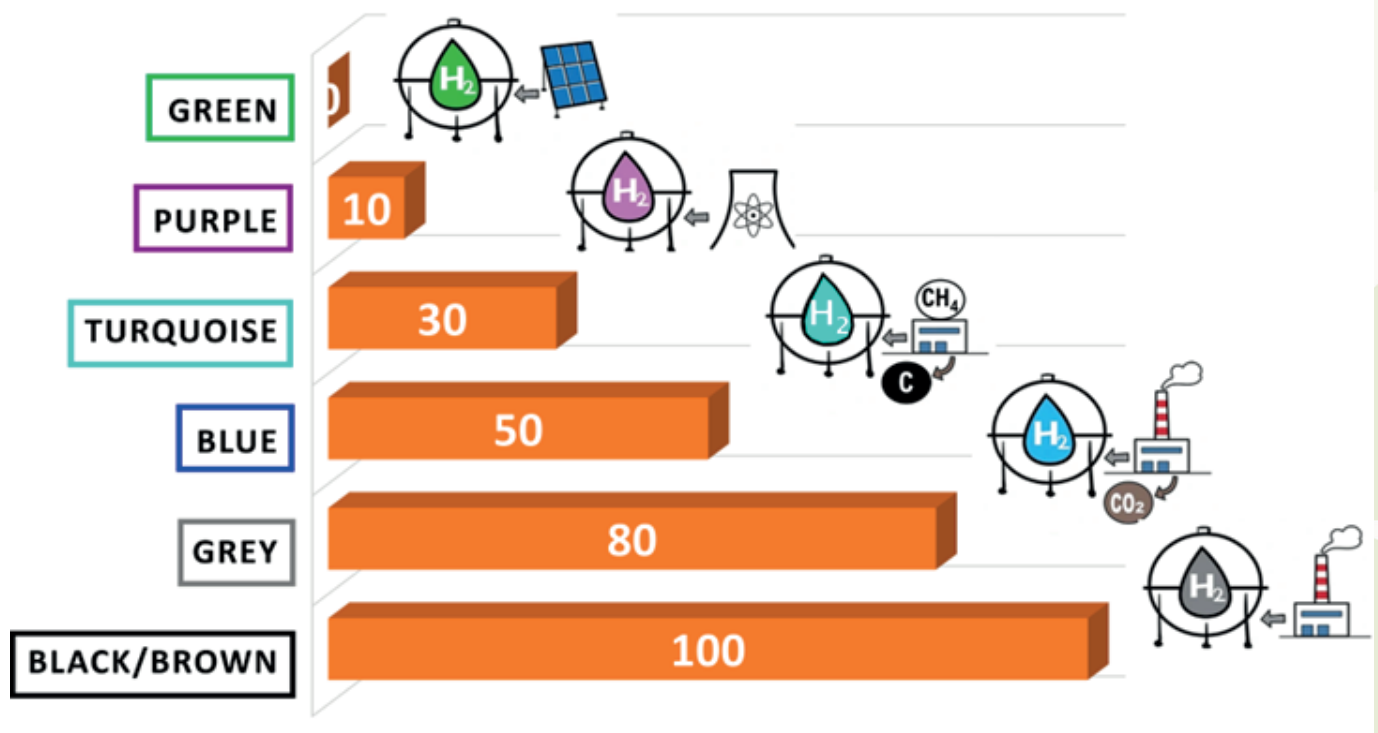 GREEN
0
H₂
PURPLE
10
H₂
TURQUOISE
30
H₂
CH₄
C
BLUE
50
H₂
CO₂
GREY
80
H₂
BLACK/BROWN
100